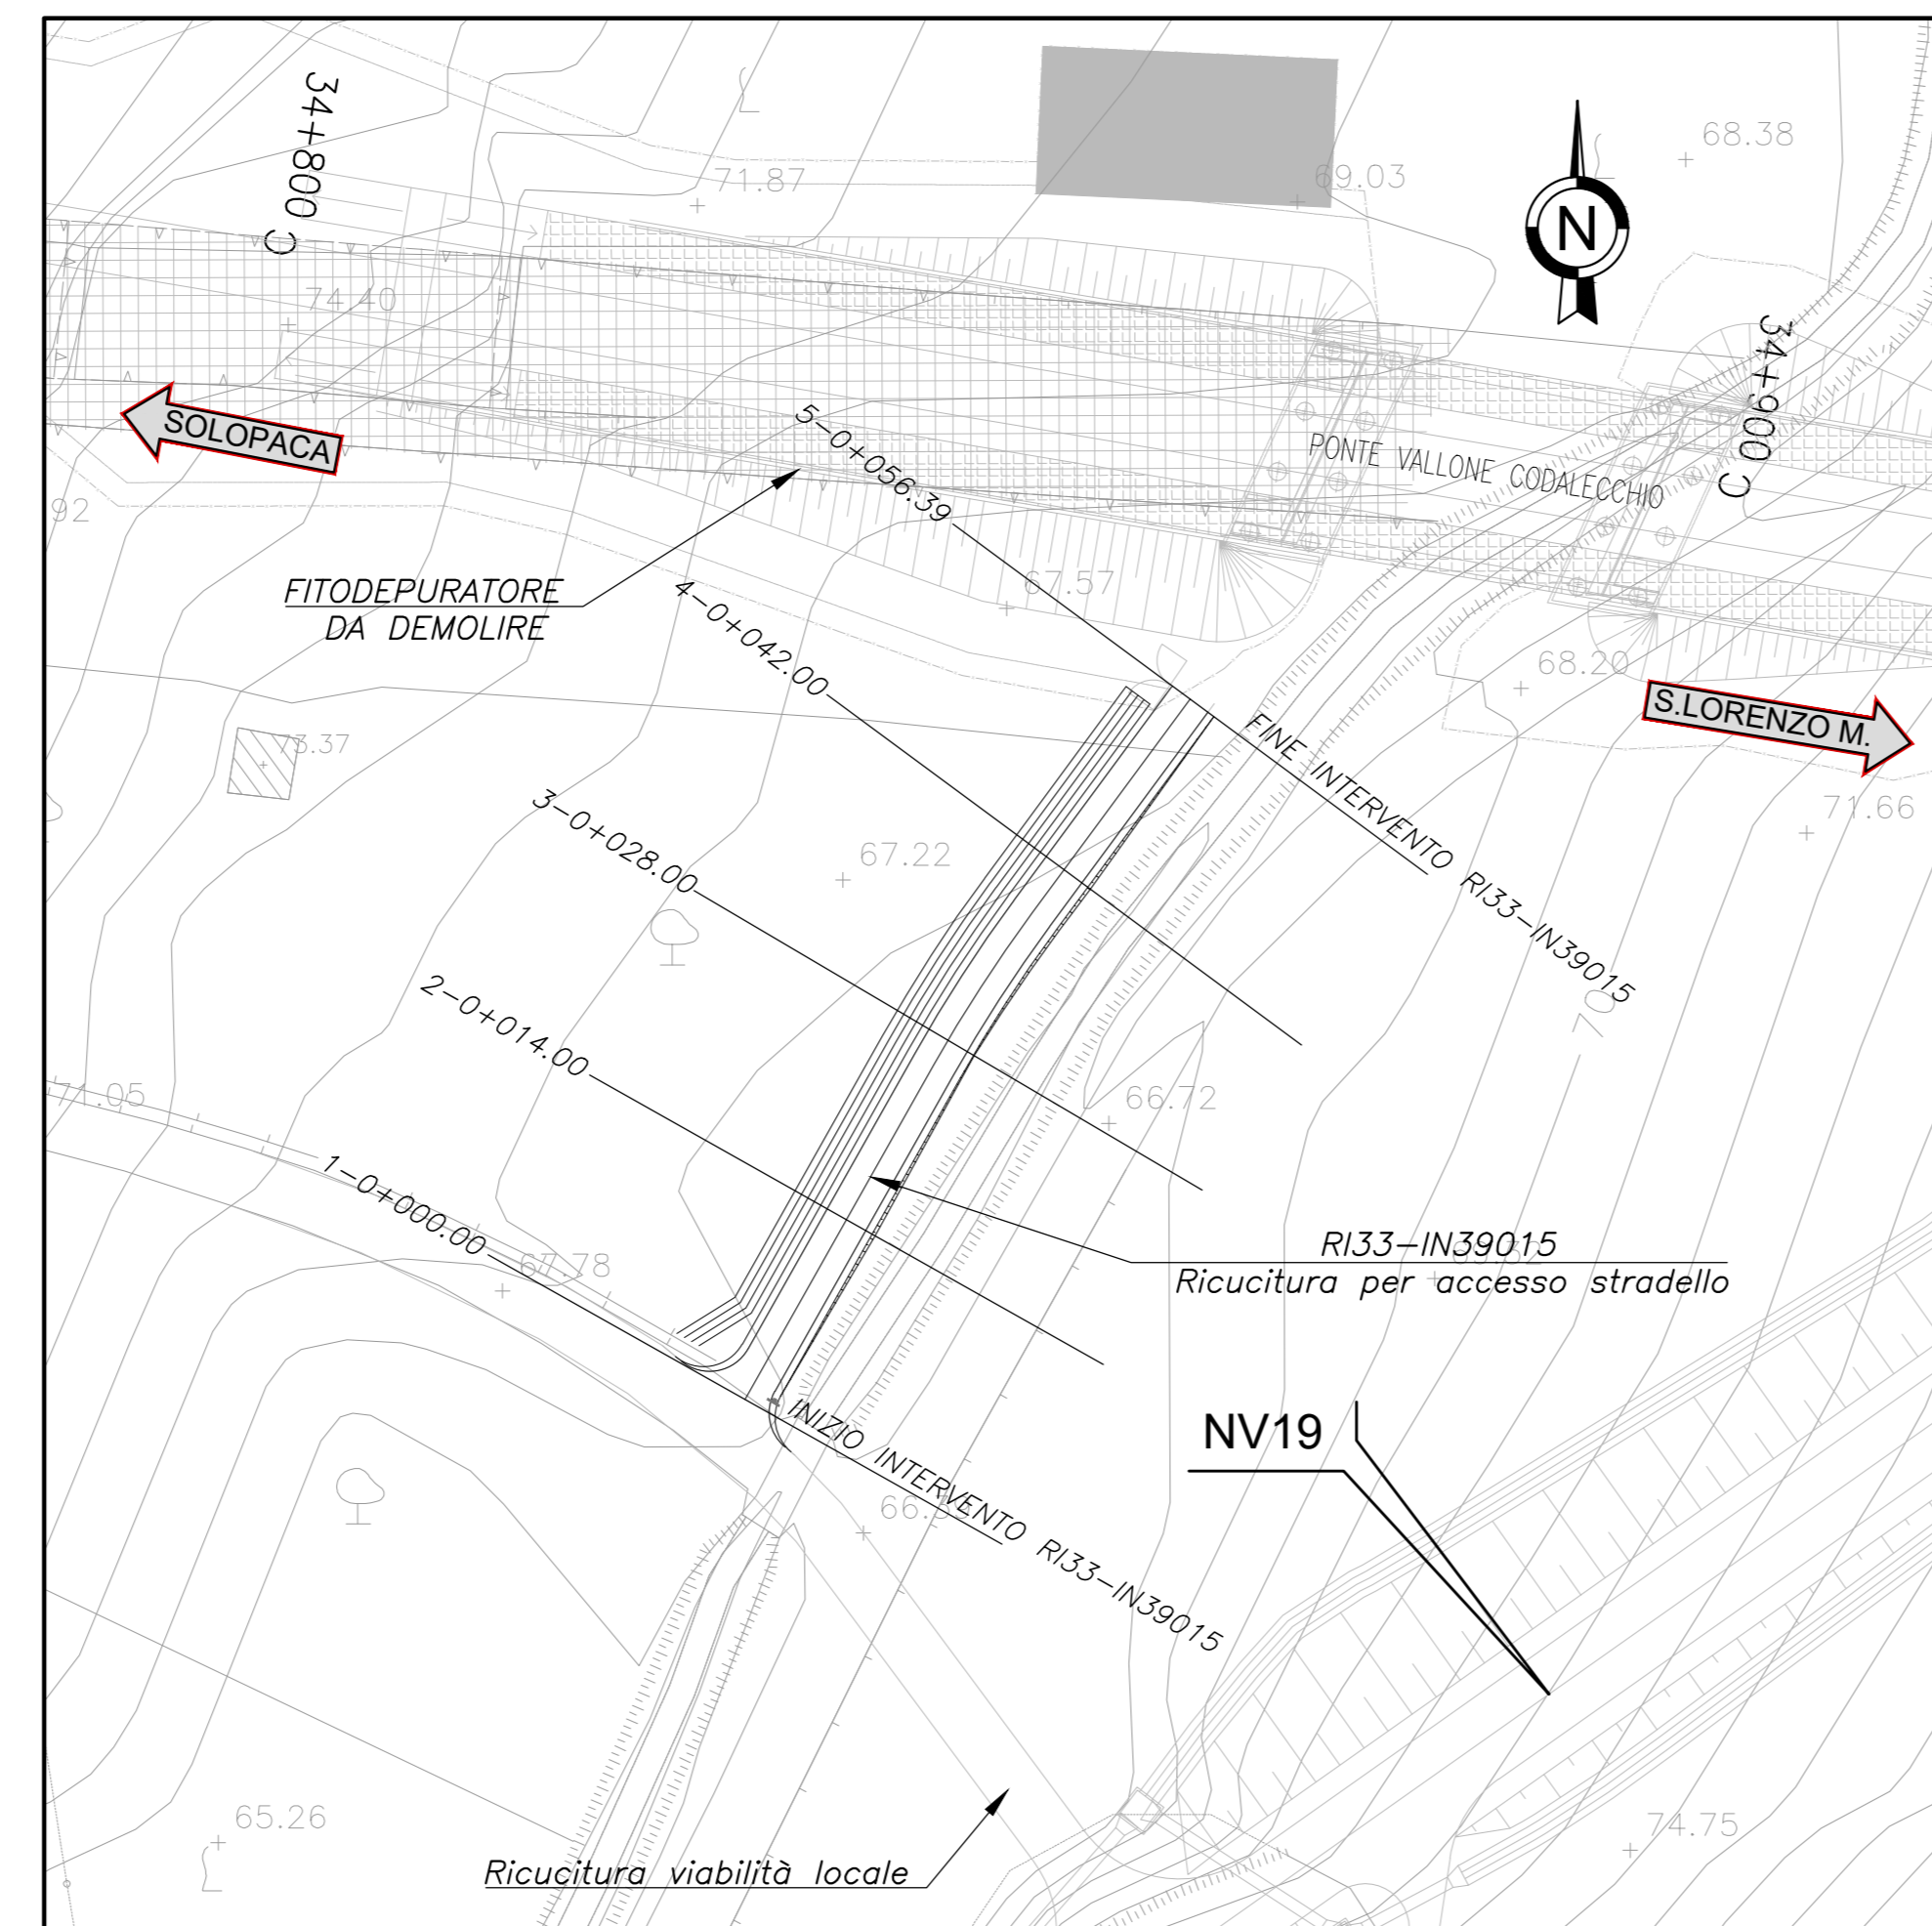 34+800
C
71.87
69.03
68.38
N
74.40
34+900
C
SOLOPACA
5-0+056.39
PONTE VALLONE CODALECCHIO
92
FITODEPURATORE
DA DEMOLIRE
4-0+042.00
67.57
68.20
S.LORENZO M.
73.37
FINE INTERVENTO RI33-IN39015
71.66
3-0+028.00
67.22
2-0+014.00
70
71.05
66.72
1-0+000.00
67.78
RI33-IN39015
Ricucitura per accesso stradello
INIZIO INTERVENTO RI33-IN39015
NV19
65.26
74.75
Ricucitura viabilità locale